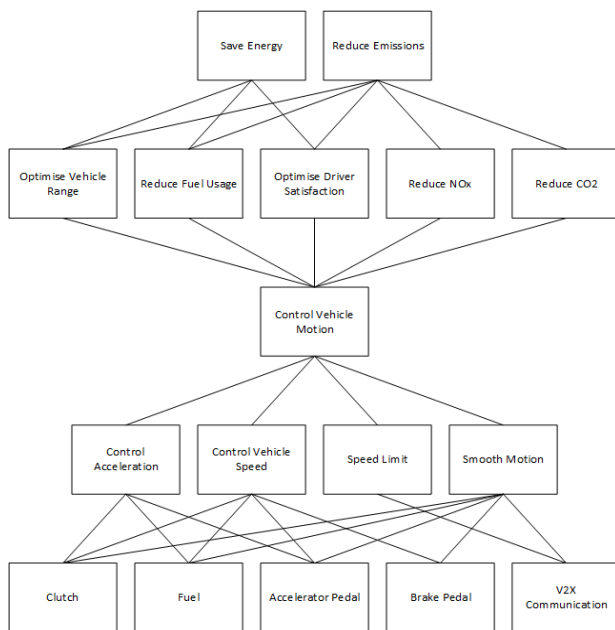 Save Energy
Reduce Emissions
Optimise Vehicle
Range
Reduce Fuel Usage
Optimise Driver
Satisfaction
Reduce NOx
Reduce CO2
Control Vehicle
Motion
Control
Acceleration
Control Vehicle
Speed
Speed Limit
Smooth Motion
Clutch
Fuel
Accelerator Pedal
Brake Pedal
V2X
Communication